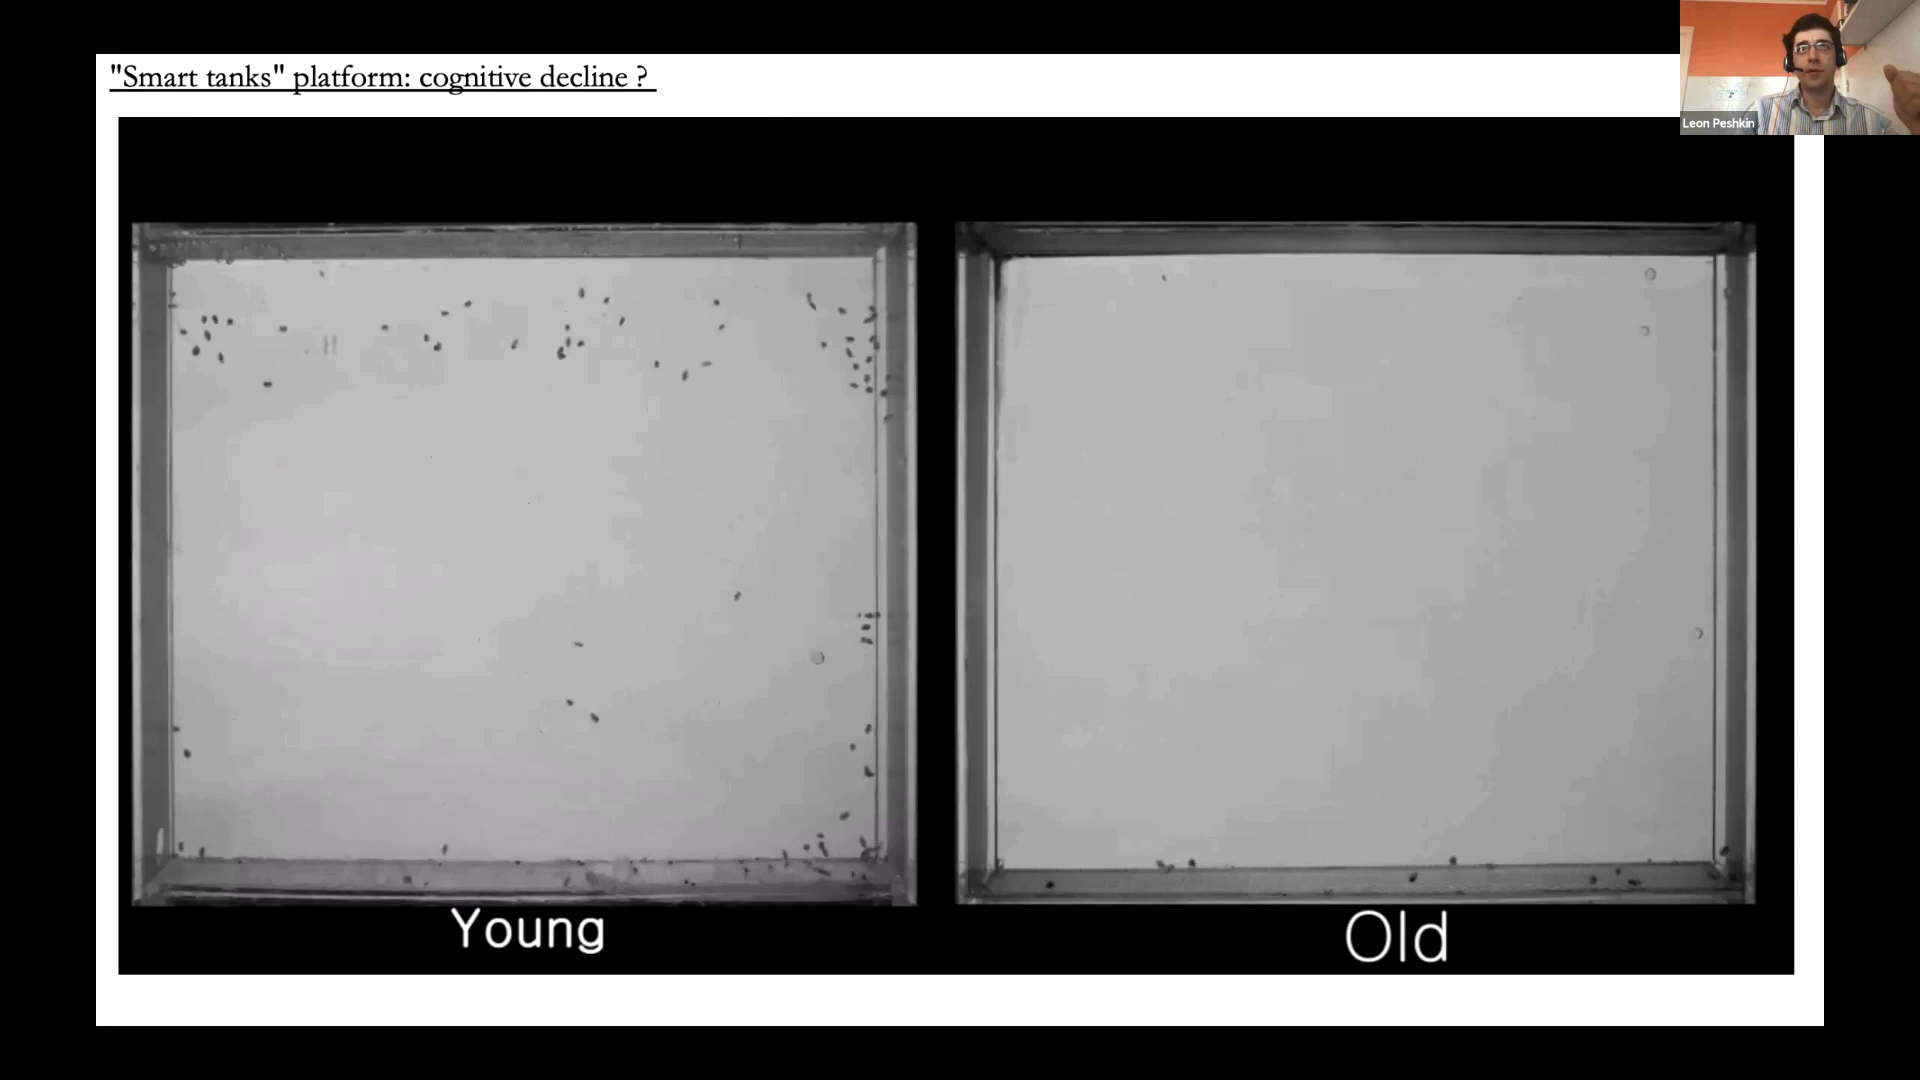 "Smart tanks" platform: cognitive decline ?
Leon Peshkin
Young
Old